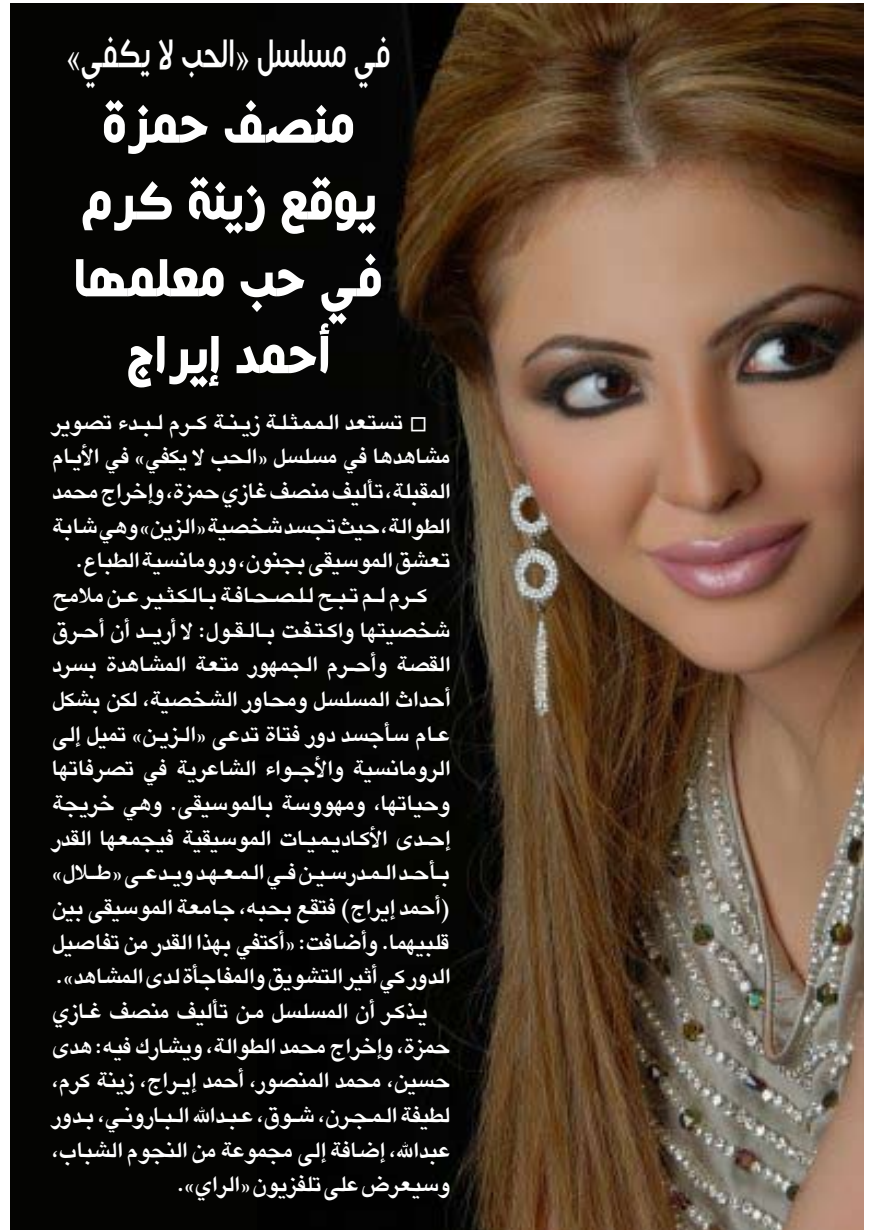 في مسلسل «الحب لا يكفي»
منصف حمزة
يوقع زينة كرم
في حب معلمها
أحمد إيراج
□ تستعد الممثلة زينة كرم لبدء تصوير
مشاهدها في مسلسل «الحب لا يكفي» في الأيام
المقبلة، تأليف منصف غازي حمزة، وإخراج محمد
الطوالة، حيث تجسد شخصية «الزين» وهي شابة
تعشق الموسيقى بجنون، ورومانسية الطباع.
كرم لم تبح للصحافة بالكثير عن ملامح
شخصيتها واكتفت بالقول: لا أريد أن أحرق
القصة وأحرم الجمهور متعة المشاهدة بسرد
أحداث المسلسل ومحاور الشخصية، لكن بشكل
عام سأجسد دور فتاة تدعى «الزين» تميل إلى
الرومانسية والأجواء الشاعرية في تصرفاتها
وحياتها، ومهووسة بالموسيقى. وهي خريجة
إحدى الأكاديميات الموسيقية فيجمعها القدر
بأحد المدرسين في المعهد ويدعى «طلال»
(أحمد إيراج) فتقع بحبه، جامعة الموسيقى بين
قلبيهما. وأضافت: «أكتفي بهذا القدر من تفاصيل
الدور كي أثير التشويق والمفاجأة لدى المشاهد».
يذكر أن المسلسل من تأليف منصف غازي
حمزة، وإخراج محمد الطوالة، ويشارك فيه: هدى
حسين، محمد المنصور، أحمد إيراج، زينة كرم،
لطيفة المجرن، شوق، عبدالله الباروني، بدور
عبدالله، إضافة إلى مجموعة من النجوم الشباب،
وسيعرض على تلفزيون «الراي».